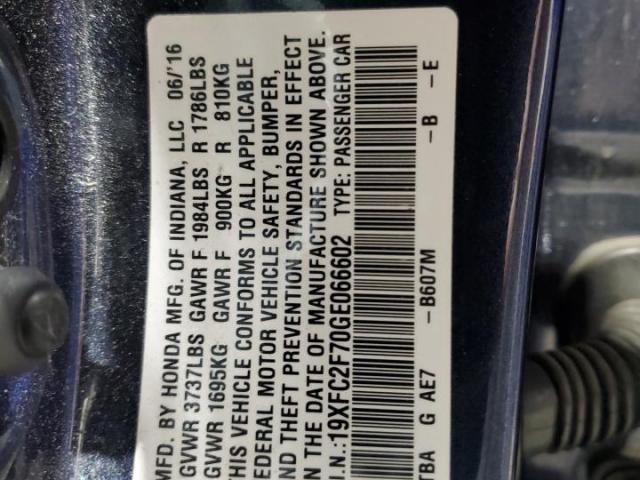 MFD. BY HONDA MFG. OF INDIANA, LLC 06/'16
GVWR 3737LBS GAWR F 1984LBS R 1786LBS
GVWR 1695KG GAWR F 900KG R 810KG
THIS VEHICLE CONFORMS TO ALL APPLICABLE
FEDERAL MOTOR VEHICLE SAFETY, BUMPER,
AND THEFT PREVENTION STANDARDS IN EFFECT
ON THE DATE OF MANUFACTURE SHOWN ABOVE.
I.N.:19XFC2F70GE066602 TYPE: PASSENGER CAR
TBA G AE7 -B607M -B -E